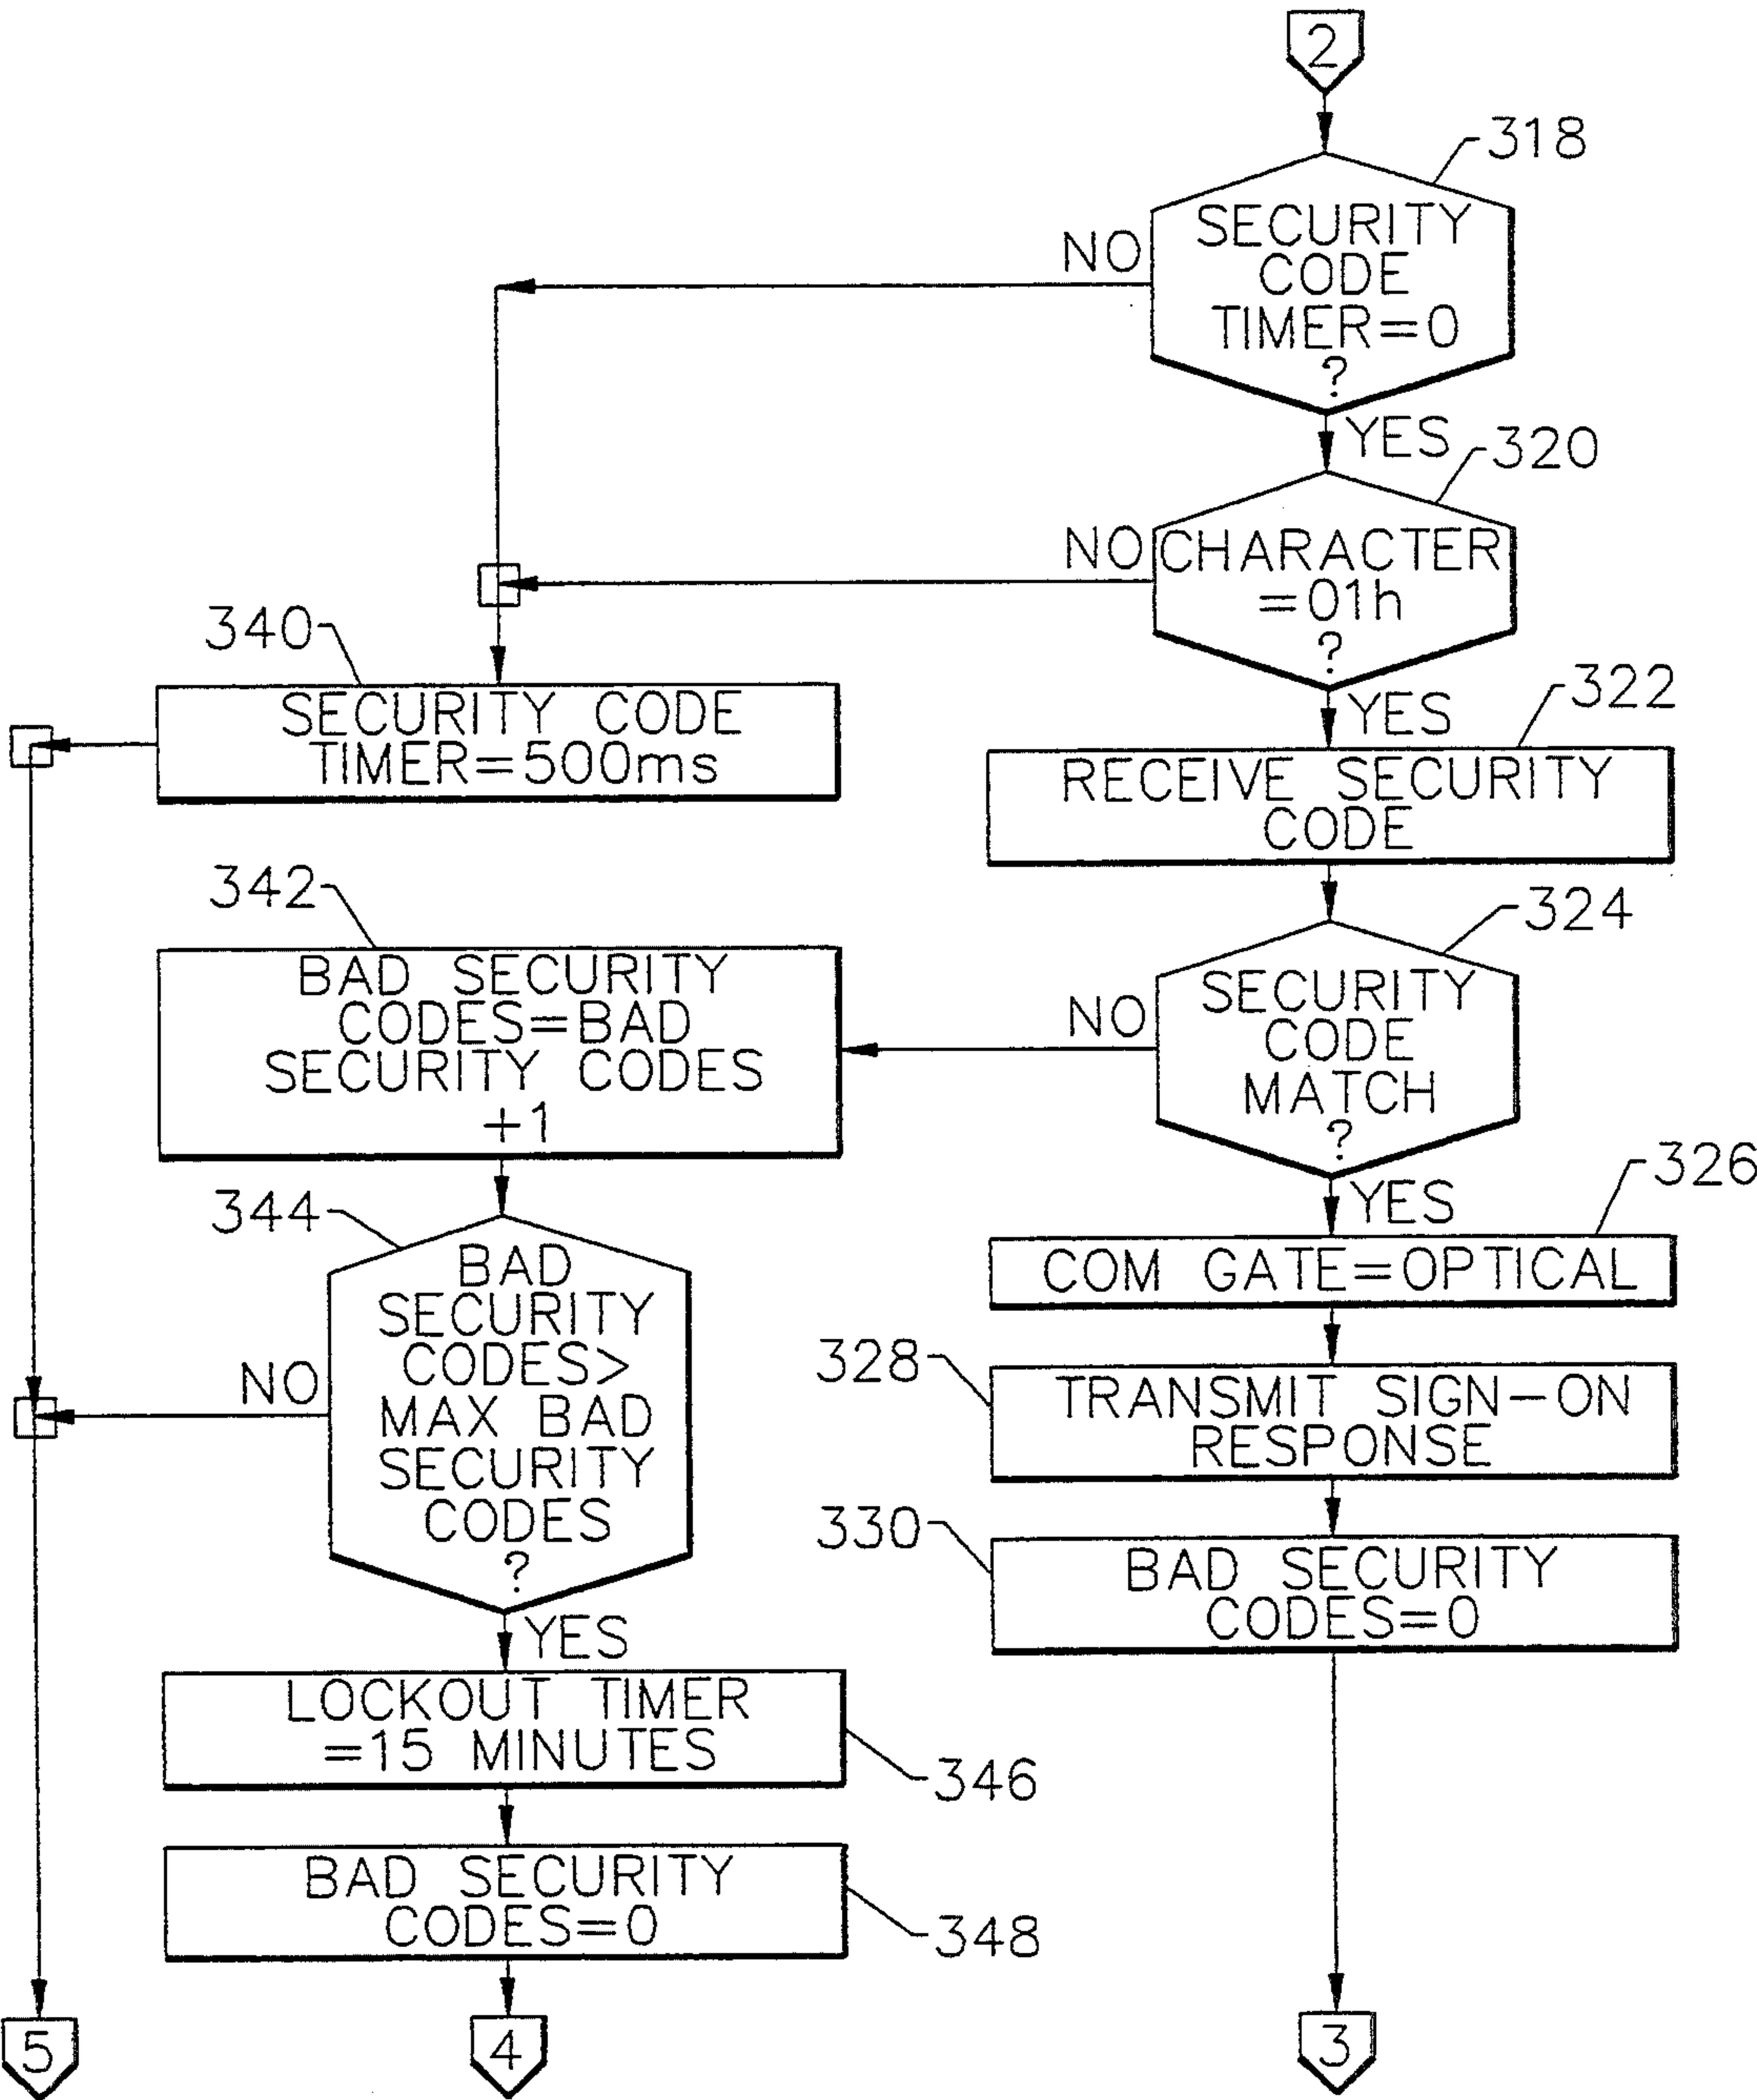 2
318
SECURITY
CODE
TIMER=0
?
NO
YES
320
CHARACTER
=01h
?
NO
YES
340
SECURITY CODE
TIMER=500ms
322
RECEIVE SECURITY
CODE
342
BAD SECURITY
CODES=BAD
SECURITY CODES
+1
324
SECURITY
CODE
MATCH
?
NO
YES
326
COM GATE=OPTICAL
344
BAD
SECURITY
CODES>
MAX BAD
SECURITY
CODES
?
NO
YES
328
TRANSMIT SIGN-ON
RESPONSE
330
BAD SECURITY
CODES=0
LOCKOUT TIMER
=15 MINUTES
346
BAD SECURITY
CODES=0
348
5
4
3